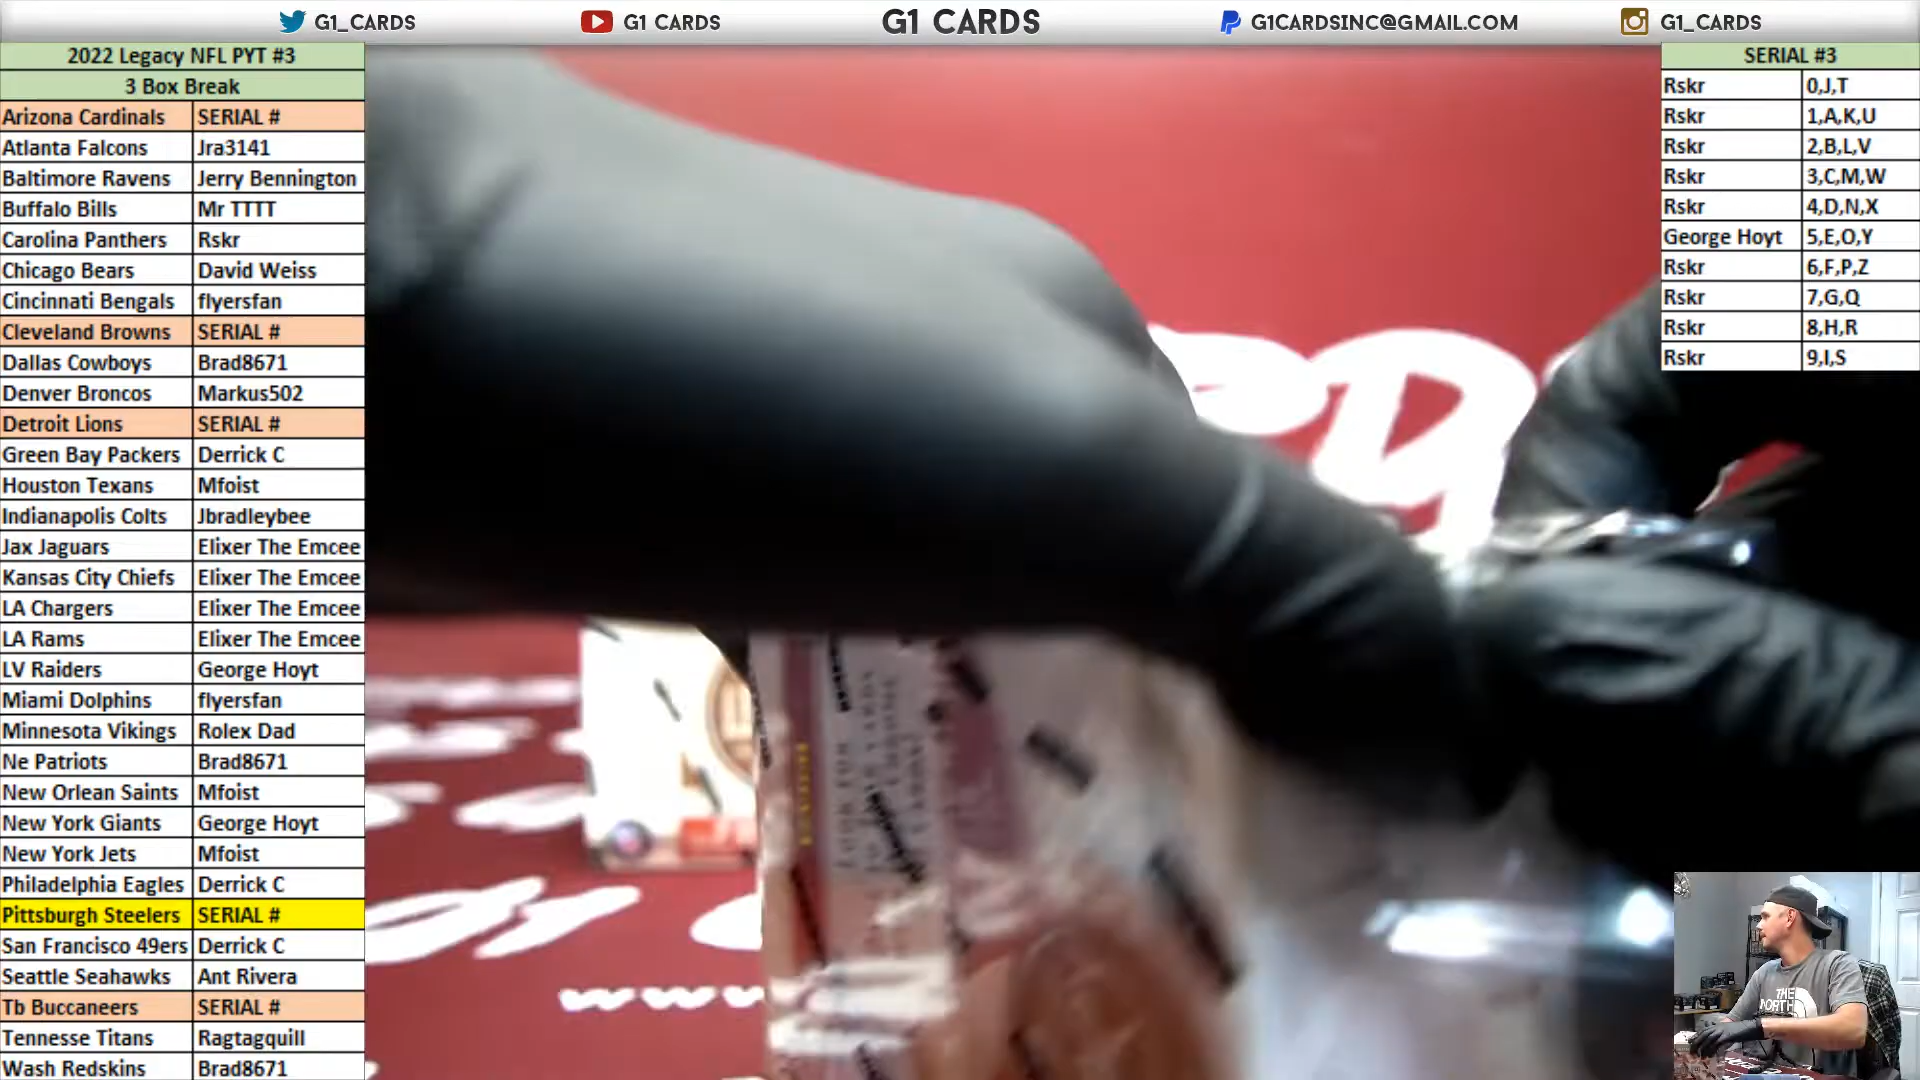 G1_CARDS G1 CARDS G1 CARDS G1CARDSINC@GMAIL.COM G1_CARDS
2022 Legacy NFL PYT #3
3 Box Break
Arizona Cardinals SERIAL #
Atlanta Falcons Jra3141
Baltimore Ravens Jerry Bennington
Buffalo Bills Mr TTTT
Carolina Panthers Rskr
Chicago Bears David Weiss
Cincinnati Bengals flyersfan
Cleveland Browns SERIAL #
Dallas Cowboys Brad8671
Denver Broncos Markus502
Detroit Lions SERIAL #
Green Bay Packers Derrick C
Houston Texans Mfoist
Indianapolis Colts Jbradleybee
Jax Jaguars Elixer The Emcee
Kansas City Chiefs Elixer The Emcee
LA Chargers Elixer The Emcee
LA Rams Elixer The Emcee
LV Raiders George Hoyt
Miami Dolphins flyersfan
Minnesota Vikings Rolex Dad
Ne Patriots Brad8671
New Orlean Saints Mfoist
New York Giants George Hoyt
New York Jets Mfoist
Philadelphia Eagles Derrick C
Pittsburgh Steelers SERIAL #
San Francisco 49ers Derrick C
Seattle Seahawks Ant Rivera
Tb Buccaneers SERIAL #
Tennesse Titans Ragtagquill
Wash Redskins Brad8671
SERIAL #3
Rskr 0,J,T
Rskr 1,A,K,U
Rskr 2,B,L,V
Rskr 3,C,M,W
Rskr 4,D,N,X
George Hoyt 5,E,O,Y
Rskr 6,F,P,Z
Rskr 7,G,Q
Rskr 8,H,R
Rskr 9,I,S
www
THE
NORTH